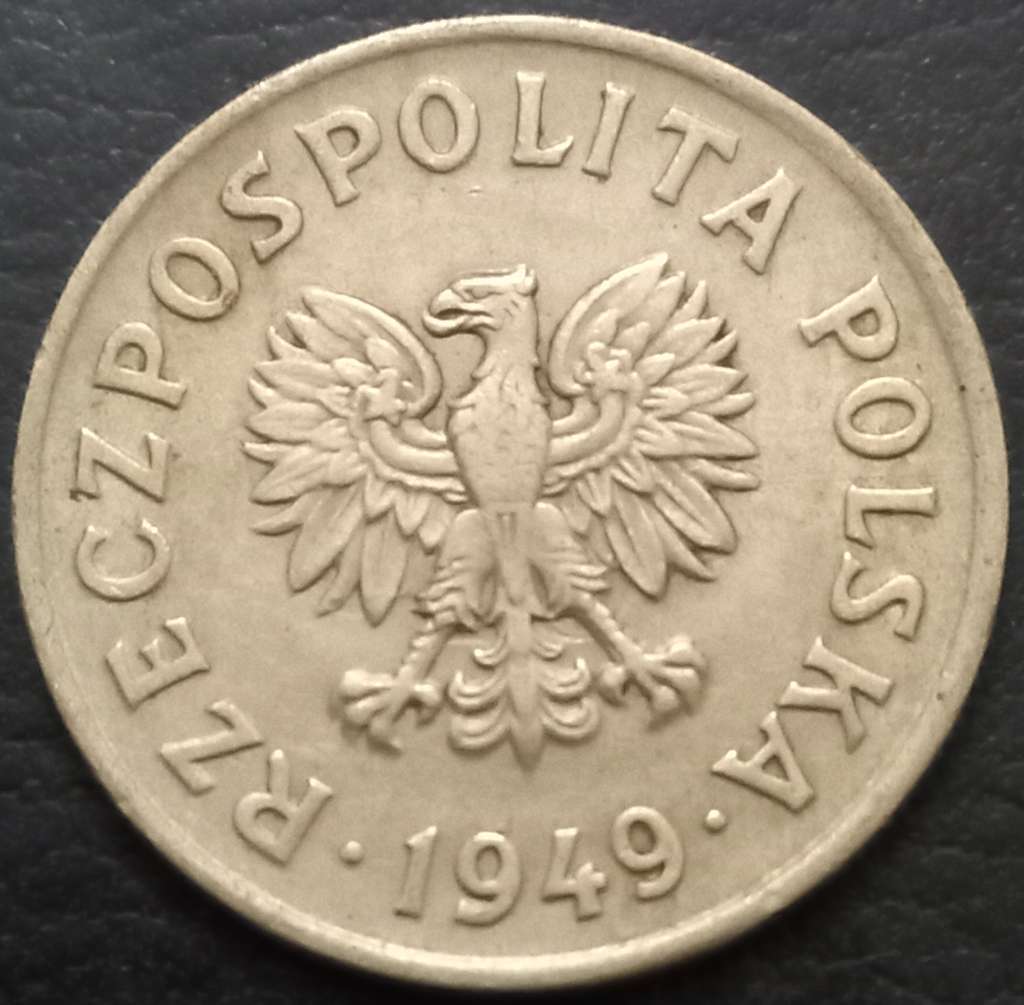 RZECZPOSPOLITA POLSKA
· 1949 ·